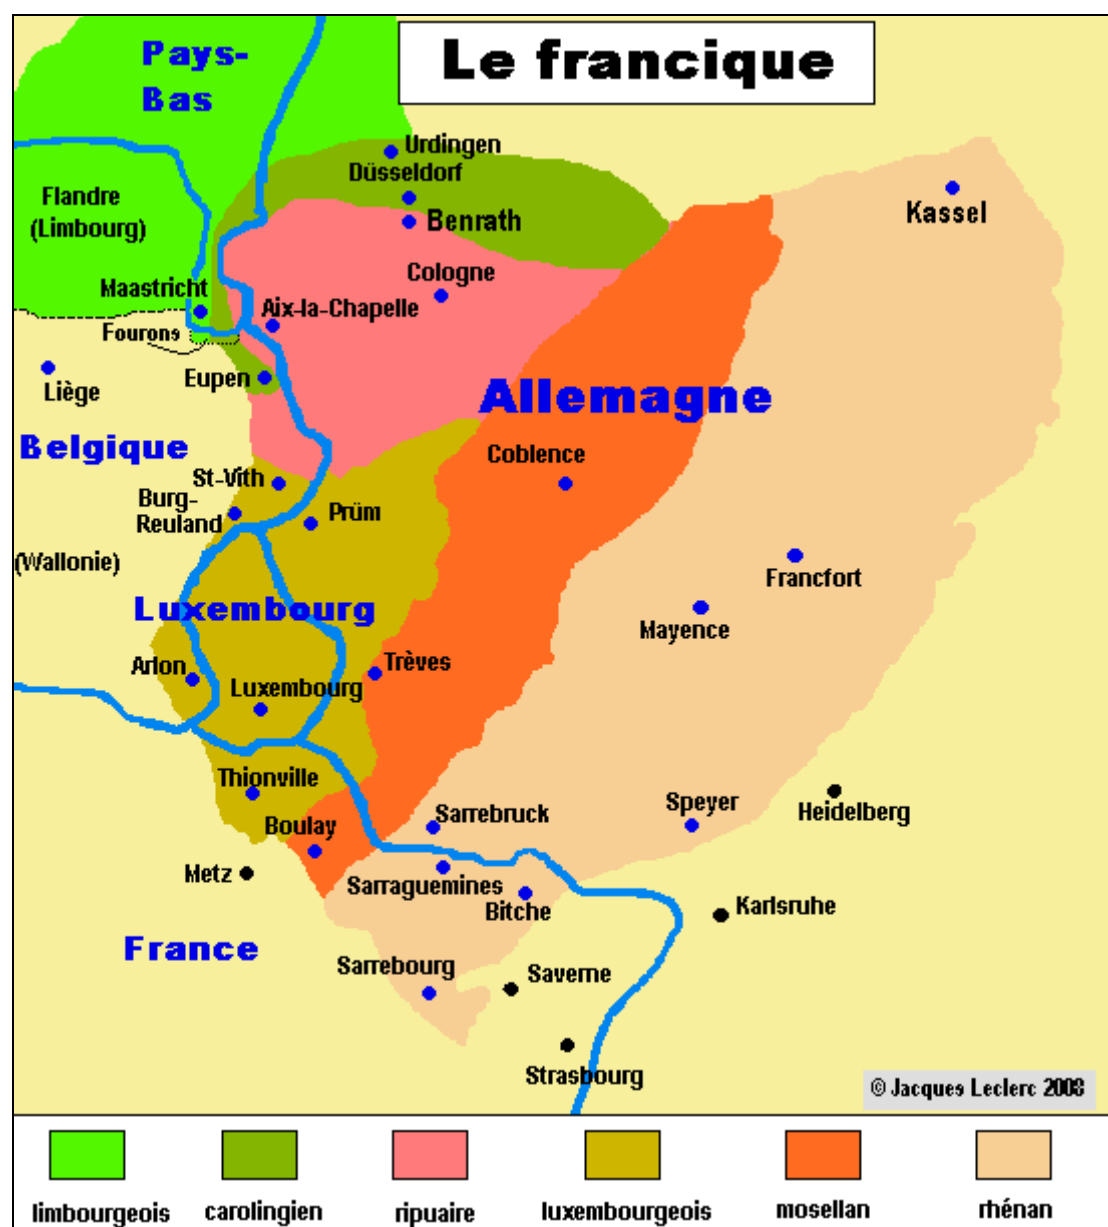 Le francique
Pays-
Bas
Urdingen
Düsseldorf
Flandre
(Limbourg)
Kassel
Benrath
Cologne
Maastricht
Aix-la-Chapelle
Fourons
Eupen
Liège
Allemagne
Belgique
Coblence
St-Vith
Burg-
Reuland
Prüm
(Wallonie)
Francfort
Luxembourg
Mayence
Arlon
Trèves
Luxembourg
Thionville
Speyer
Heidelberg
Boulay
Sarrebruck
Metz
Sarraguemines
Bitche
Karlsruhe
France
Sarrebourg
Saverne
Strasbourg
© Jacques Leclerc 2008
limbourgeois carolingien ripuaire luxembourgeois mosellan rhénan